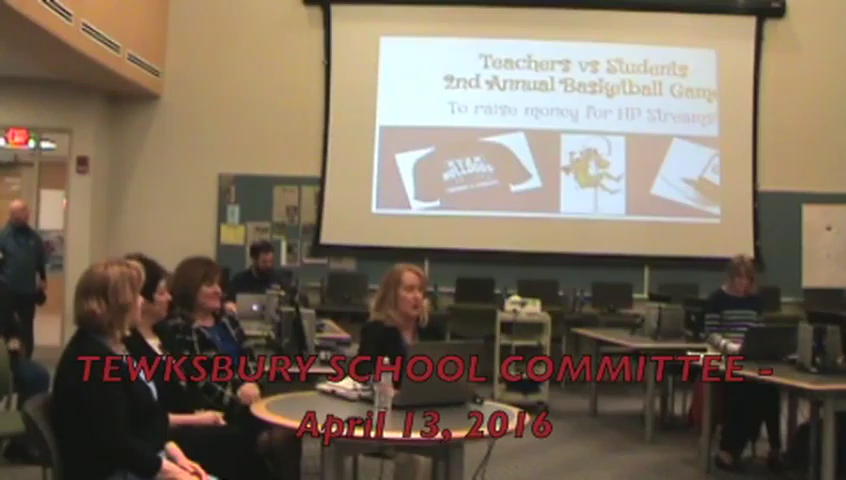 Teachers vs Students
2nd Annual Basketball Game
To raise money for HP Streams
EXIT
TEWKSBURY SCHOOL COMMITTEE -
April 13, 2016